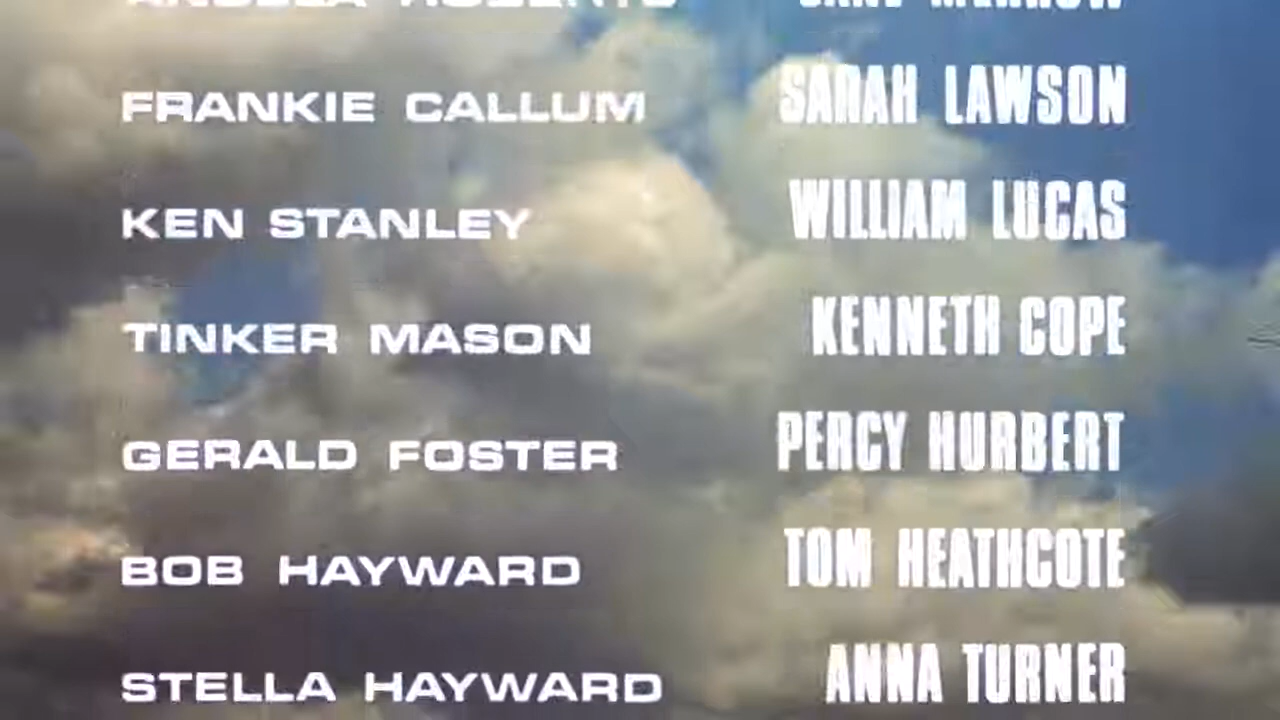 FRANKIE CALLUM SARAH LAWSON
KEN STANLEY WILLIAM LUCAS
TINKER MASON KENNETH COPE
GERALD FOSTER PERCY HURBERT
BOB HAYWARD TOM HEATHCOTE
STELLA HAYWARD ANNA TURNER